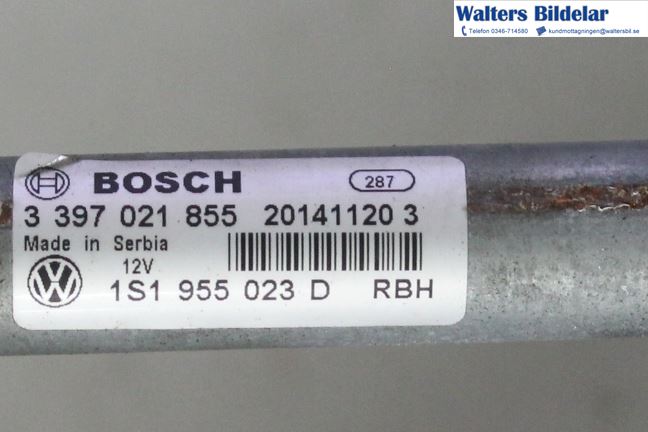 Walters Bildelar
Telefon 0346-714580 kundmottagningen@waltersbil.se
BOSCH 287
3 397 021 855 20141120 3
Made in Serbia
12V
1S1 955 023 D RBH